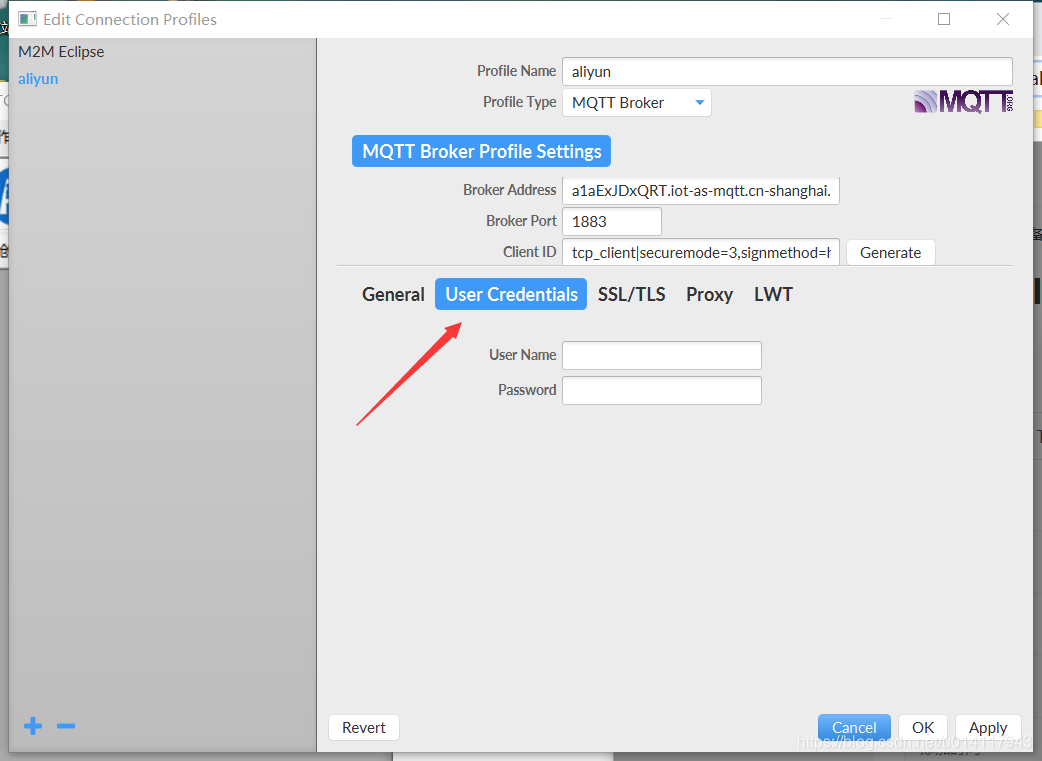 Edit Connection Profiles
M2M Eclipse
aliyun
Profile Name
aliyun
Profile Type
MQTT Broker
MQTT.ORG
MQTT Broker Profile Settings
Broker Address
a1aExJDxQRT.iot-as-mqtt.cn-shanghai.
Broker Port
1883
Client ID
tcp_client|securemode=3,signmethod=h
Generate
General
User Credentials
SSL/TLS
Proxy
LWT
User Name
Password
Revert
Cancel
OK
Apply
https://blog.csdn.net/u014117943